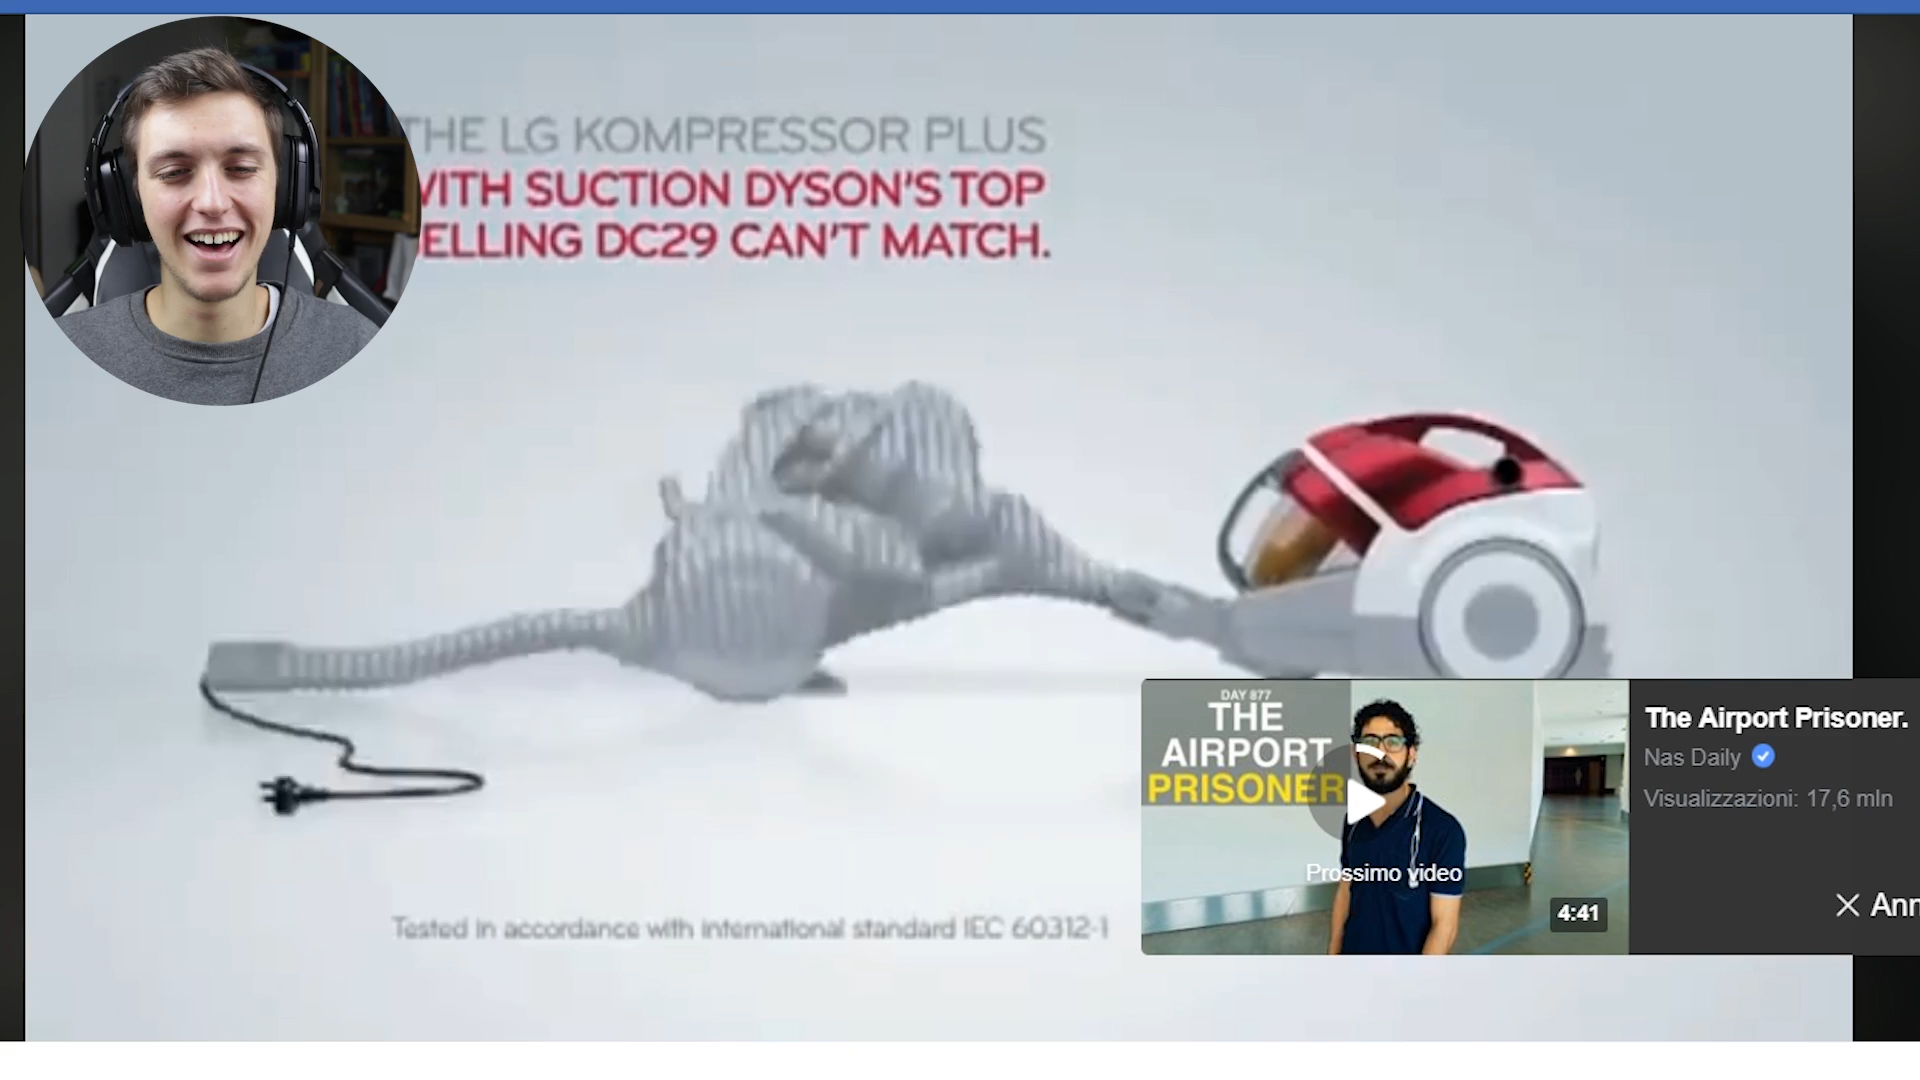 THE LG KOMPRESSOR PLUS
WITH SUCTION DYSON'S TOP
ELLING DC29 CAN'T MATCH.
Tested in accordance with international standard IEC 60312-1
DAY 877
THE
AIRPORT
PRISONER
Prossimo video
4:41
The Airport Prisoner.
Nas Daily
Visualizzazioni: 17,6 mln
Ann